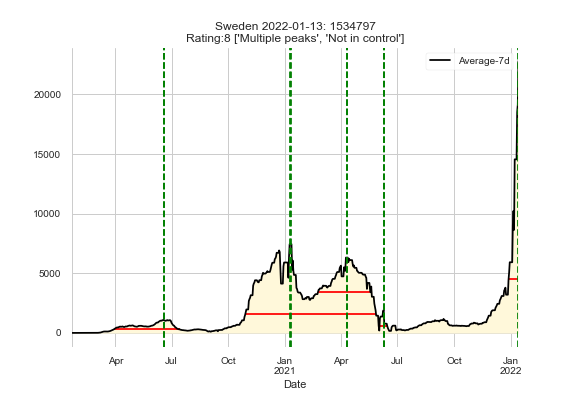 Sweden 2022-01-13: 1534797
Rating:8 ['Multiple peaks', 'Not in control']
Average-7d
20000
15000
10000
5000
0
Apr Jul Oct Jan Apr Jul Oct Jan
2021 2022
Date